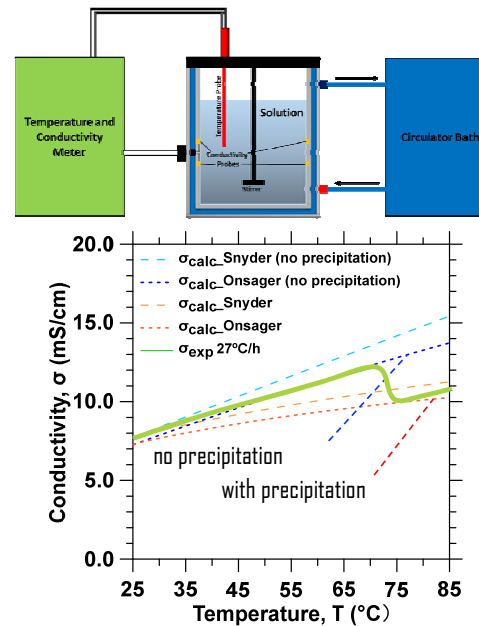 Temperature and
Conductivity
Meter
Temperature Probe
Solution
Conductivity
Probes
Stirrer
Circulator Bath
20.0
15.0
10.0
5.0
0.0
Conductivity, σ (mS/cm)
σcalc_Snyder (no precipitation)
σcalc_Onsager (no precipitation)
σcalc_Snyder
σcalc_Onsager
σexp 27ºC/h
no precipitation
with precipitation
25 35 45 55 65 75 85
Temperature, T (°C)